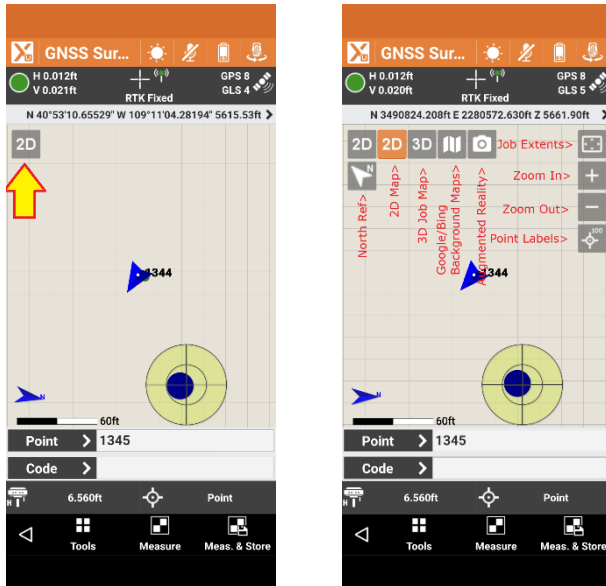 GNSS Sur...
H 0.012ft
V 0.021ft
RTK Fixed
GPS 8
GLS 4
N 40°53'10.65529" W 109°11'04.28194" 5615.53ft
2D
1344
N
60ft
Point
1345
Code
H
6.560ft
Point
Tools
Measure
Meas. & Store
GNSS Sur...
H 0.012ft
V 0.020ft
RTK Fixed
GPS 8
GLS 5
N 3490824.208ft E 2280572.630ft Z 5661.90ft
2D
2D
3D
Job Extents>
N
Zoom In>
Zoom Out>
Point Labels>
100
North Ref>
2D Map>
3D Job Map>
Google/Bing
Background Maps>
Augmented Reality>
1344
N
60ft
Point
1345
Code
H
6.560ft
Point
Tools
Measure
Meas. & Store